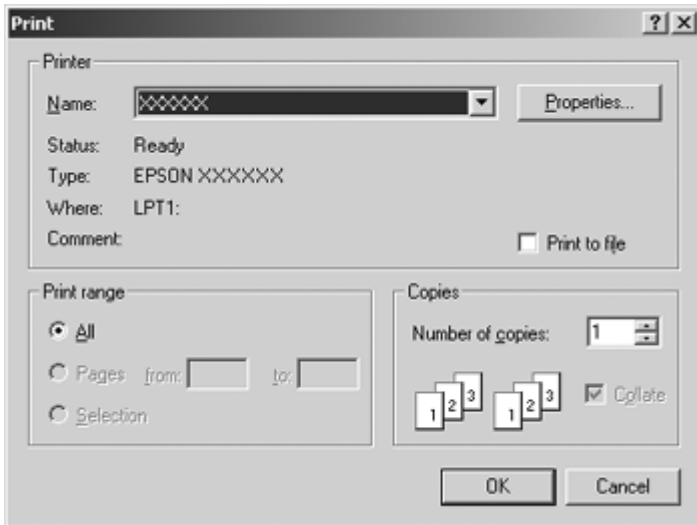 Print
Printer
Name: XXXXXX Properties...
Status: Ready
Type: EPSON XXXXXX
Where: LPT1:
Comment:
Print to file
Print range
All
Pages from: to:
Selection
Copies
Number of copies: 1
1 2 3 1 2 3
Collate
OK Cancel